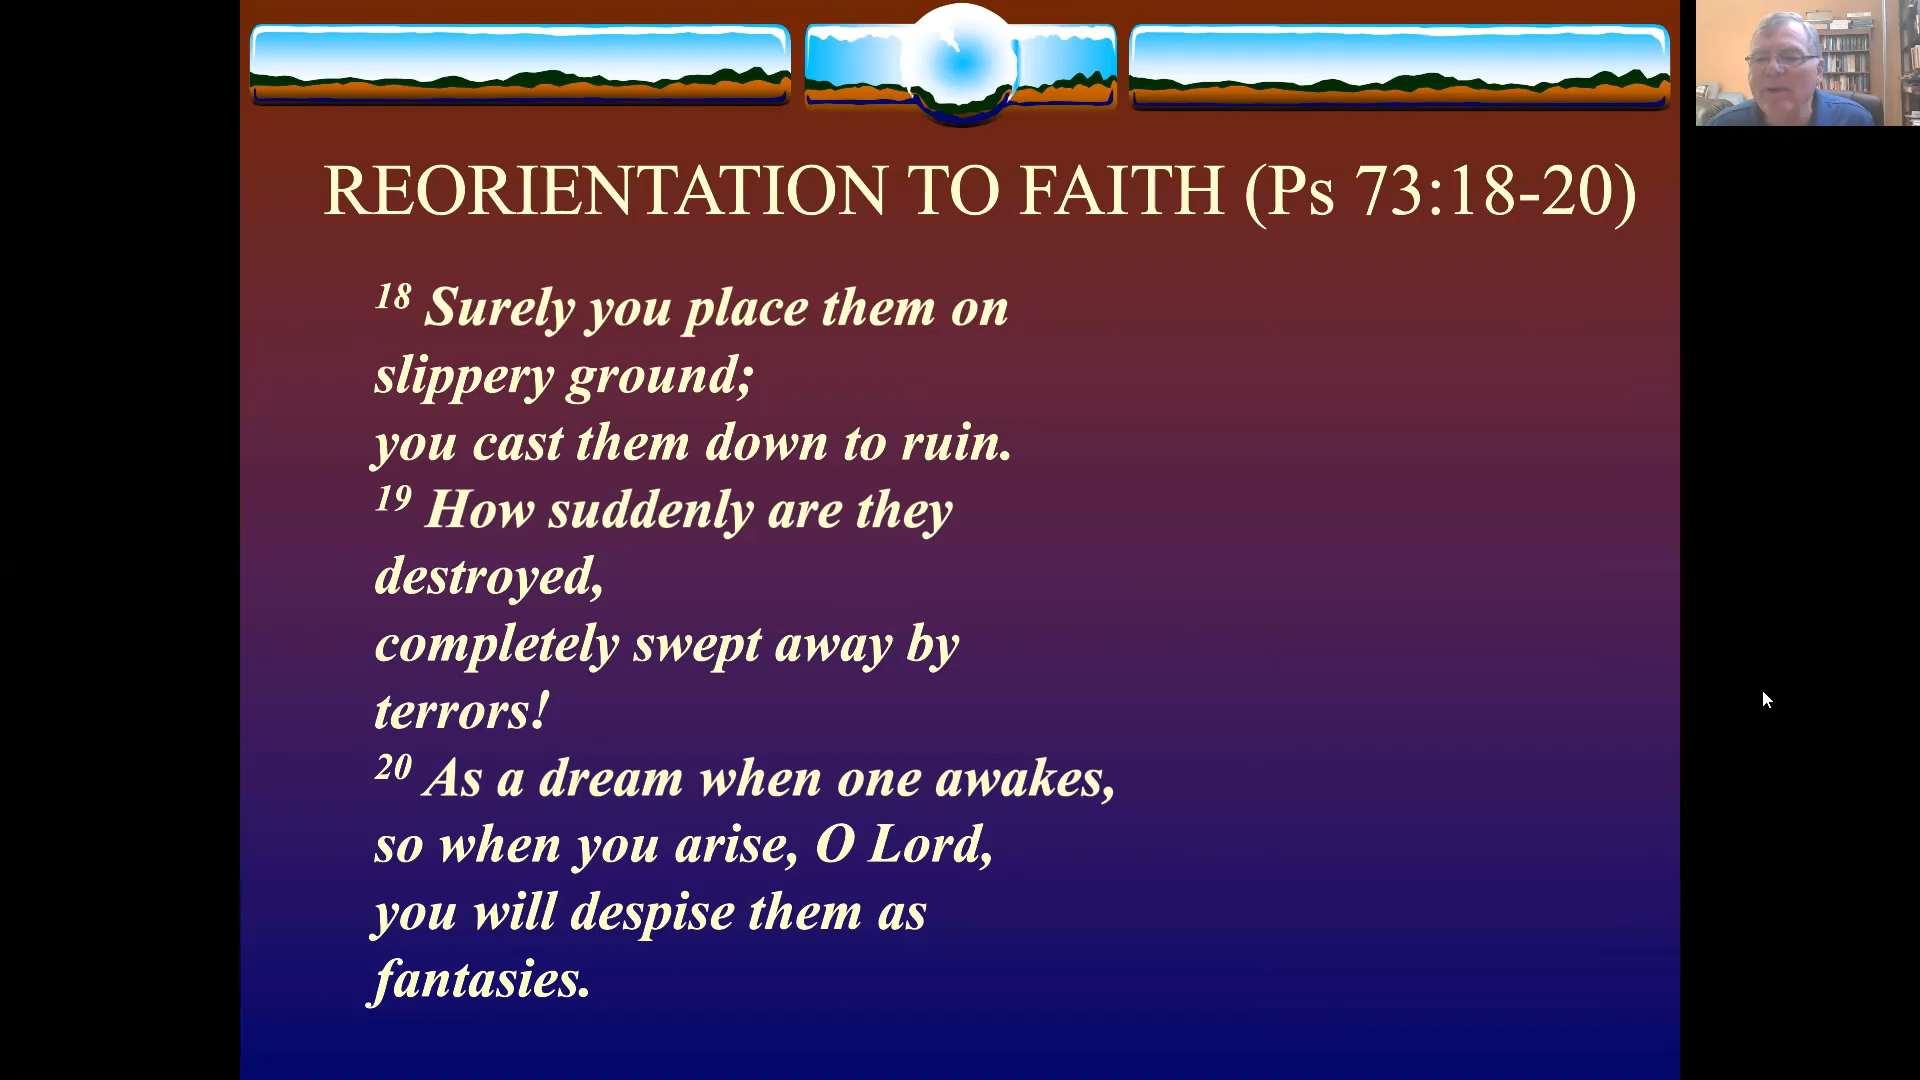 REORIENTATION TO FAITH (Ps 73:18-20)
18 Surely you place them on
slippery ground;
you cast them down to ruin.
19 How suddenly are they
destroyed,
completely swept away by
terrors!
20 As a dream when one awakes,
so when you arise, O Lord,
you will despise them as
fantasies.